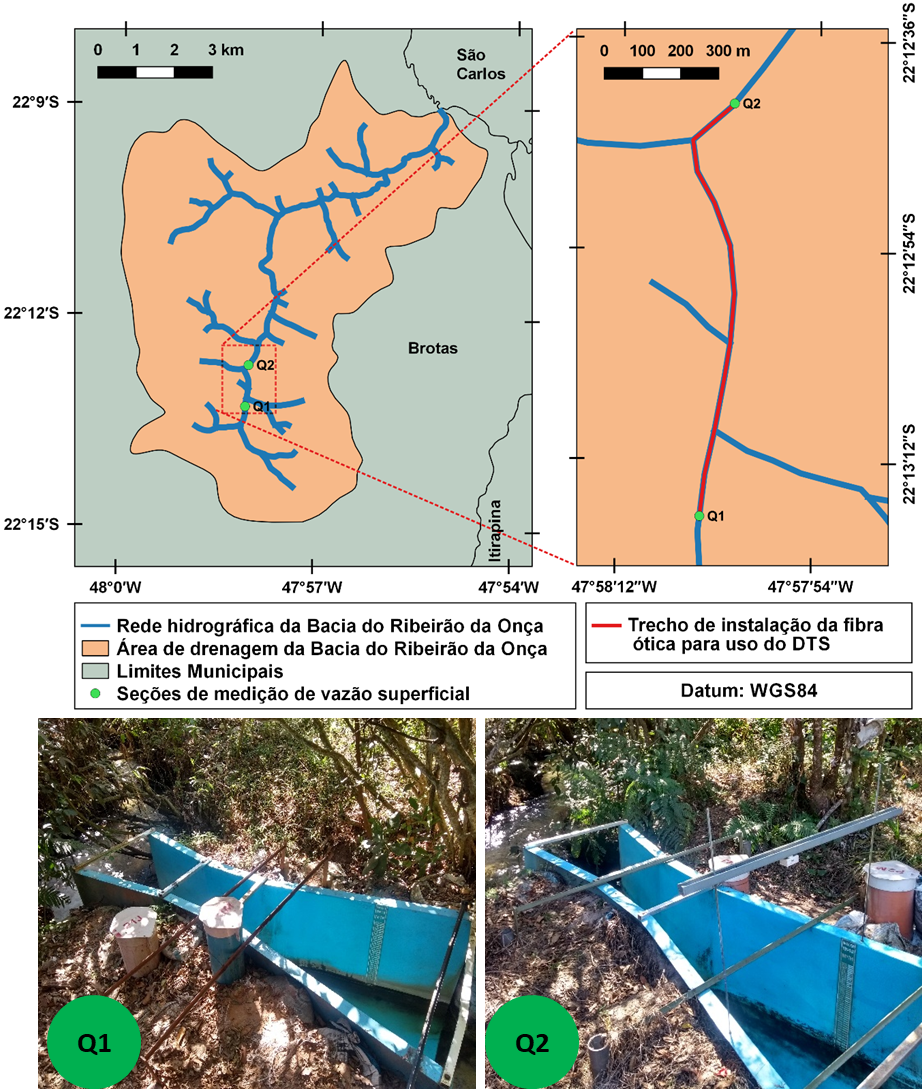 0 1 2 3 km
São
Carlos
Brotas
Itirapina
Q2
Q1
22°9'S
22°12'S
22°15'S
48°0'W 47°57'W 47°54'W
0 100 200 300 m
Q2
Q1
22°12'36"S
22°12'54"S
22°13'12"S
47°58'12"W 47°57'54"W
Rede hidrográfica da Bacia do Ribeirão da Onça
Área de drenagem da Bacia do Ribeirão da Onça
Limites Municipais
Seções de medição de vazão superficial
Trecho de instalação da fibra
ótica para uso do DTS
Datum: WGS84
Q1
Q2